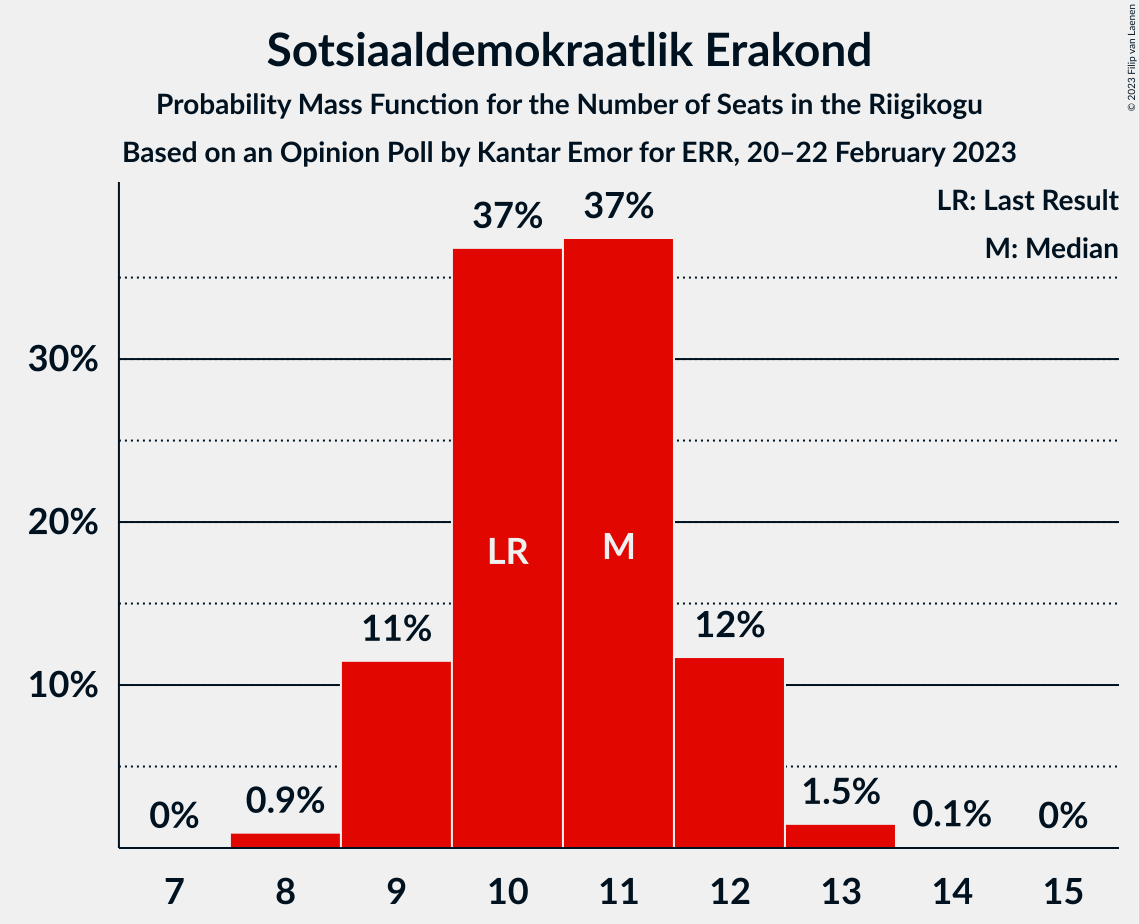 Sotsiaaldemokraatlik Erakond
Probability Mass Function for the Number of Seats in the Riigikogu
Based on an Opinion Poll by Kantar Emor for ERR, 20–22 February 2023
© 2023 Filip van Laenen
LR: Last Result
M: Median
37%
37%
30%
20%
LR
M
11%
12%
10%
0%
0.9%
1.5%
0.1%
0%
7
8
9
10
11
12
13
14
15